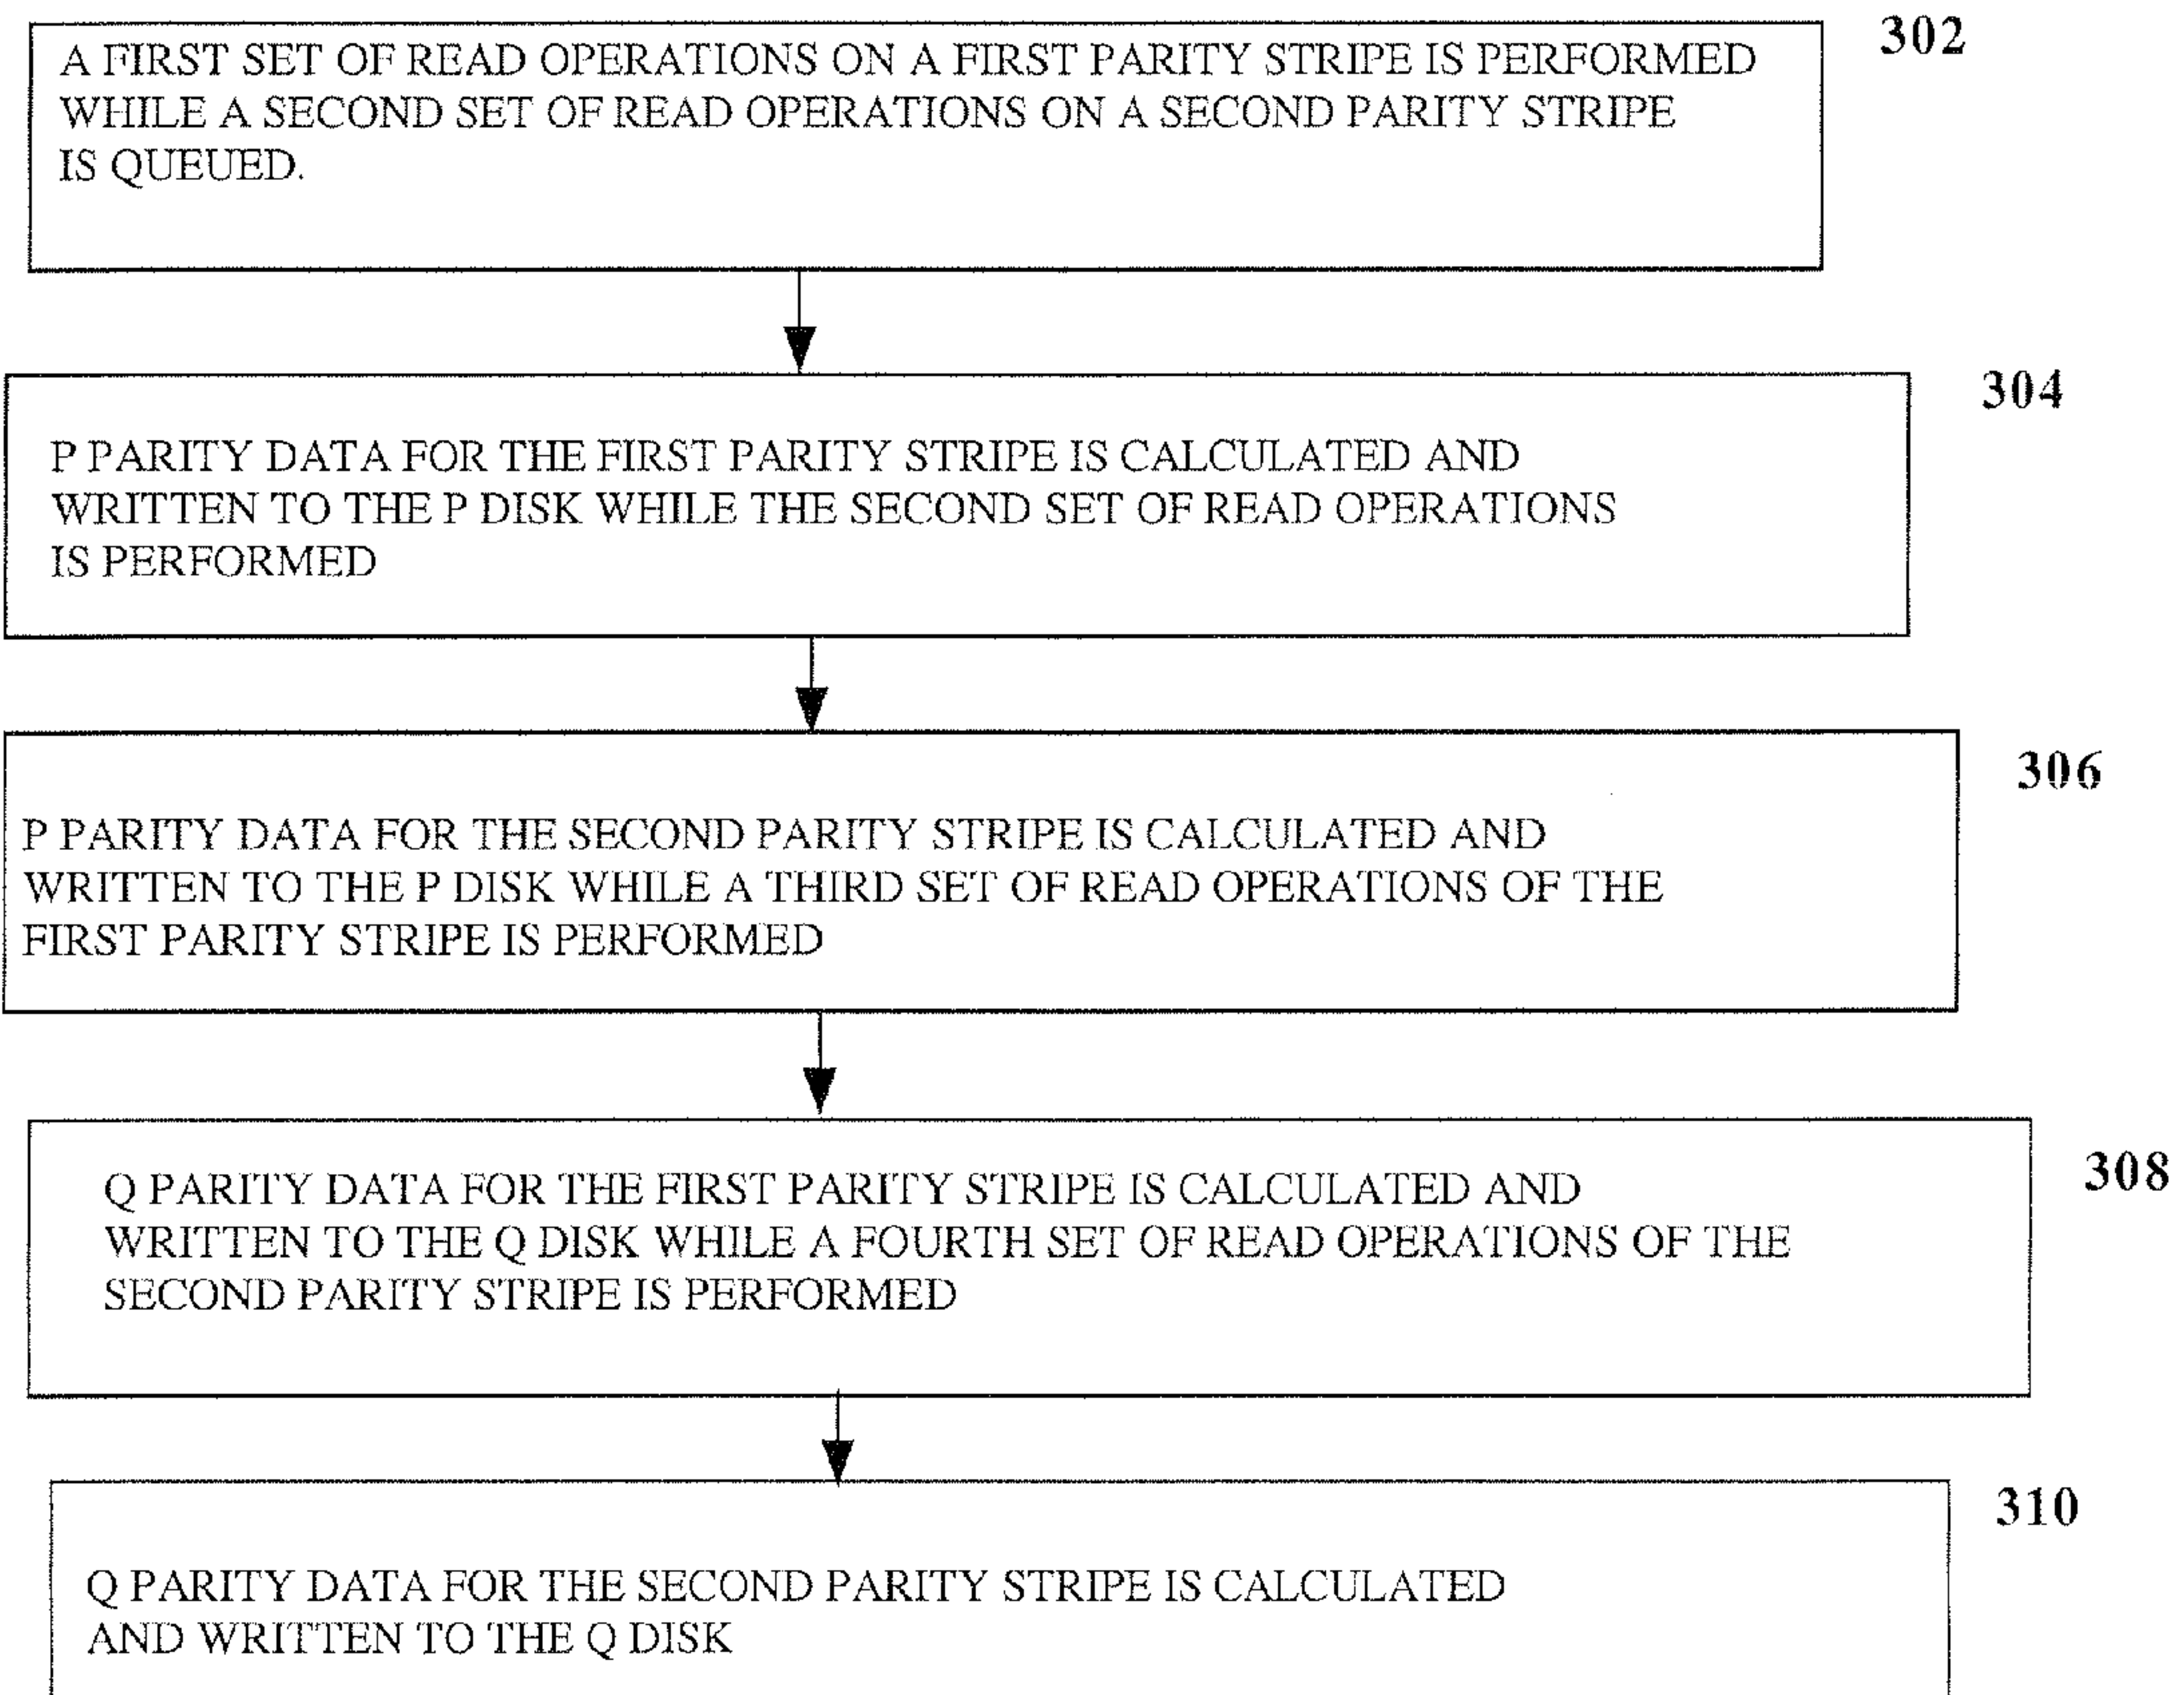 302
A FIRST SET OF READ OPERATIONS ON A FIRST PARITY STRIPE IS PERFORMED
WHILE A SECOND SET OF READ OPERATIONS ON A SECOND PARITY STRIPE
IS QUEUED.
304
P PARITY DATA FOR THE FIRST PARITY STRIPE IS CALCULATED AND
WRITTEN TO THE P DISK WHILE THE SECOND SET OF READ OPERATIONS
IS PERFORMED
306
P PARITY DATA FOR THE SECOND PARITY STRIPE IS CALCULATED AND
WRITTEN TO THE P DISK WHILE A THIRD SET OF READ OPERATIONS OF THE
FIRST PARITY STRIPE IS PERFORMED
308
Q PARITY DATA FOR THE FIRST PARITY STRIPE IS CALCULATED AND
WRITTEN TO THE Q DISK WHILE A FOURTH SET OF READ OPERATIONS OF THE
SECOND PARITY STRIPE IS PERFORMED
310
Q PARITY DATA FOR THE SECOND PARITY STRIPE IS CALCULATED
AND WRITTEN TO THE Q DISK